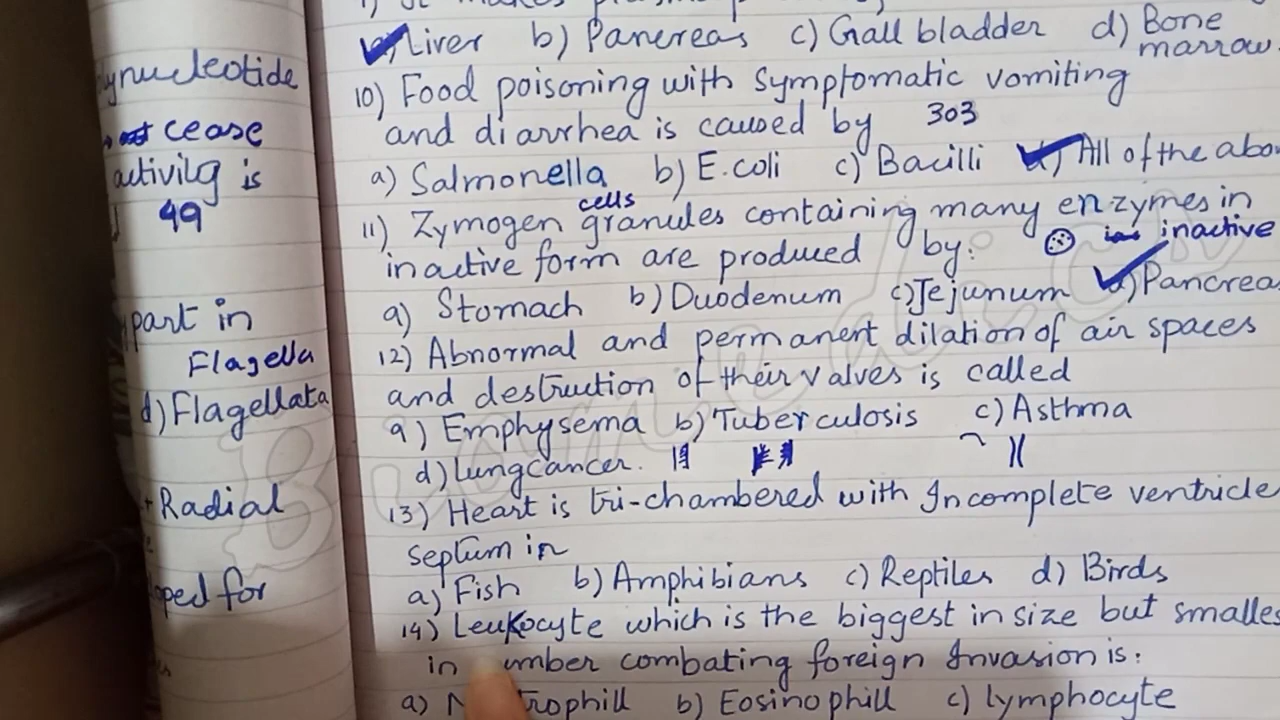 ynucleotide
cease
activilg is
49
part in
Flagella
d) Flagellata
Radial
ped for
a) Liver b) Pancreas c) Gall bladder d) Bone
marrow.
10) Food poisoning with Symptomatic vomiting
and diarrhea is caused by 303
a) Salmonella b) E.coli c) Bacilli d) All of the abo
cells
11) Zymogen granules containing many enzymes in
inactive form are produced by: inactive
a) Stomach b) Duodenum c) Jejunum d) Pancrea
12) Abnormal and permanent dilation of air spaces
and destruction of their valves is called
a) Emphysema b) Tuberculosis c) Asthma
d) Lung cancer.
13) Heart is tri-chambered with Incomplete ventricle
septum in
a) Fish b) Amphibians c) Reptiles d) Birds
14) Leukocyte which is the biggest in size but smalles
in umber combating foreign Invasion is:
a) N trophill b) Eosinophill c) lymphocyte